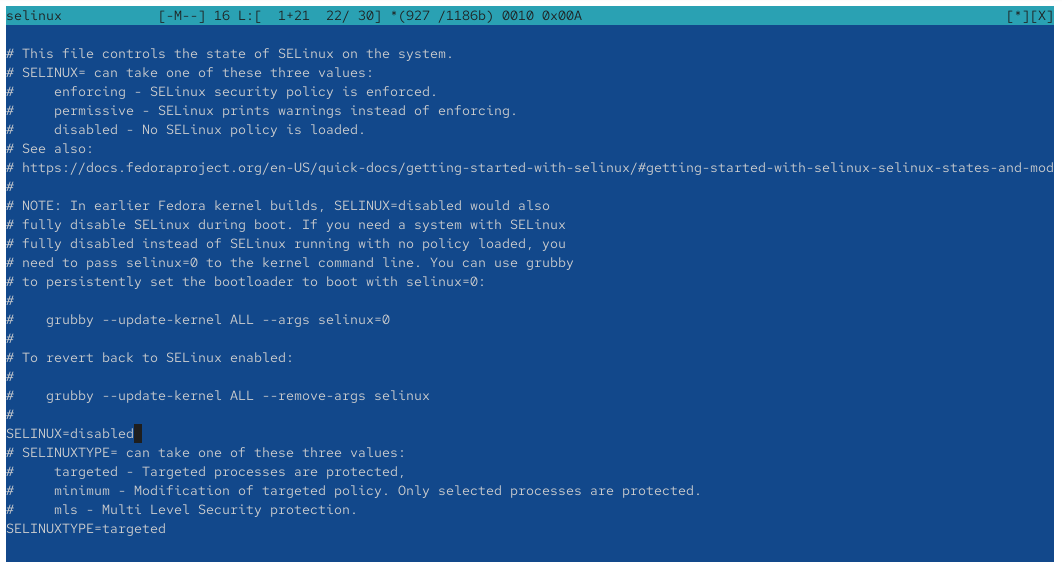 selinux            [-M--] 16 L:[  1+21  22/ 30] *(927 /1186b) 0010 0x00A                                                     [*][X]
# This file controls the state of SELinux on the system.
# SELINUX= can take one of these three values:
#     enforcing - SELinux security policy is enforced.
#     permissive - SELinux prints warnings instead of enforcing.
#     disabled - No SELinux policy is loaded.
# See also:
# https://docs.fedoraproject.org/en-US/quick-docs/getting-started-with-selinux/#getting-started-with-selinux-selinux-states-and-mod
#
# NOTE: In earlier Fedora kernel builds, SELINUX=disabled would also
# fully disable SELinux during boot. If you need a system with SELinux
# fully disabled instead of SELinux running with no policy loaded, you
# need to pass selinux=0 to the kernel command line. You can use grubby
# to persistently set the bootloader to boot with selinux=0:
#
#    grubby --update-kernel ALL --args selinux=0
#
# To revert back to SELinux enabled:
#
#    grubby --update-kernel ALL --remove-args selinux
#
SELINUX=disabled
# SELINUXTYPE= can take one of these three values:
#     targeted - Targeted processes are protected,
#     minimum - Modification of targeted policy. Only selected processes are protected.
#     mls - Multi Level Security protection.
SELINUXTYPE=targeted